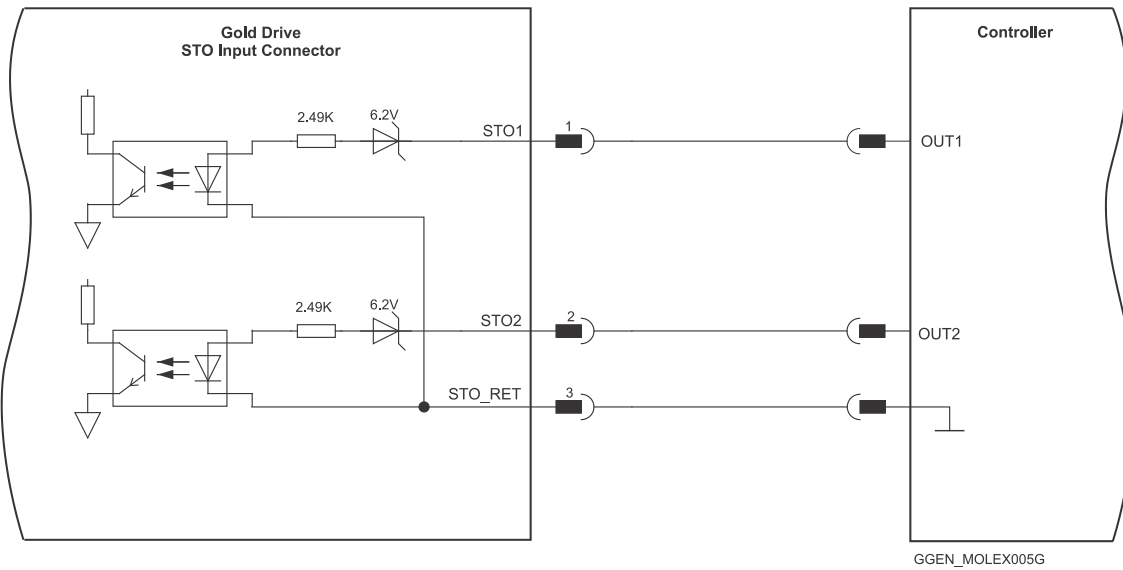 Gold Drive
STO Input Connector
Controller
2.49K
6.2V
STO1
1
OUT1
2.49K
6.2V
STO2
2
OUT2
STO_RET
3
GGEN_MOLEX005G